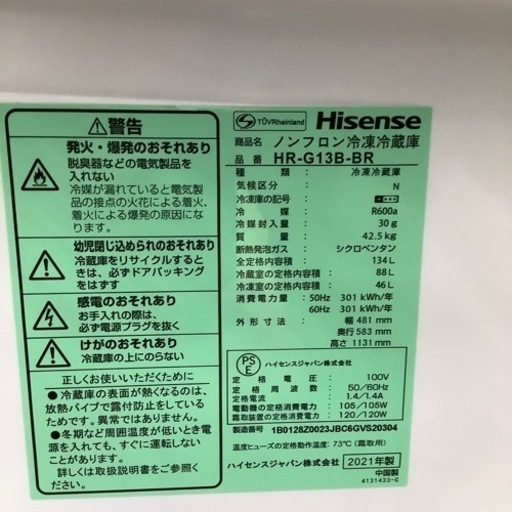 ⚠警告
発火・爆発のおそれあり
脱臭器などの電気製品を
入れない
冷媒が漏れていると電気製
品の接点の火花による着火、
着火による爆発の原因に
なります
幼児閉じ込められのおそれあり
冷蔵庫をリサイクルすると
きは、必ずドアパッキング
をはずす
感電のおそれあり
お手入れの際は、
必ず電源プラグを抜く
けがのおそれあり
冷蔵庫の上にのらない
正しくお使いいただくために
●冷蔵庫の表面が熱くなるのは、
放熱パイプで露付防止をしている
ためです。異常ではありません。
●冬期など周囲温度が低いとき電
源を入れても、すぐに運転しない
ことがあります。
詳しくは取扱説明書をご参照
ください。
TÜVRheinland
Hisense
商品名 ノンフロン冷凍冷蔵庫
品番 HR-G13B-BR
種類: 冷凍冷蔵庫
気候区分: N
冷凍庫の記号:
冷媒: R600a
冷媒封入量: 30g
質量: 42.5kg
断熱発泡ガス: シクロペンタン
全定格内容積: 134L
冷蔵室の定格内容積: 88L
冷凍室の定格内容積: 46L
消費電力量: 50Hz 301 kWh/年
60Hz 301 kWh/年
外形寸法: 幅 481 mm
奥行 583 mm
高さ 1131 mm
PS
E
ハイセンスジャパン株式会社
定格電圧: 100V
定格周波数: 50/60Hz
定格電流: 1.4/1.4A
電動機の定格消費電力: 105/105W
霜取装置の定格消費電力: 120/120W
製造番号 1B0128Z0023JBC6GVS20304
温度ヒューズの定格動作温度: 73℃ (霜取用)
ハイセンスジャパン株式会社
2021年製
中国製
4131433-G